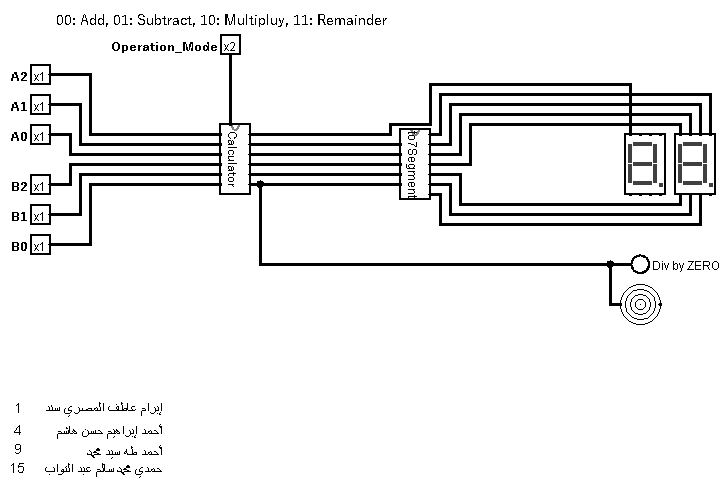 00: Add, 01: Subtract, 10: Multipluy, 11: Remainder
Operation_Mode x2
A2 x1
A1 x1
A0 x1
B2 x1
B1 x1
B0 x1
Calculator
to7Segment
Div by ZERO
1 إبرام عاطف المصري سند
4 أحمد إبراهيم حسن هاشم
9 أحمد طه سيد محمد
15 حمدي محمد سالم عبد التواب